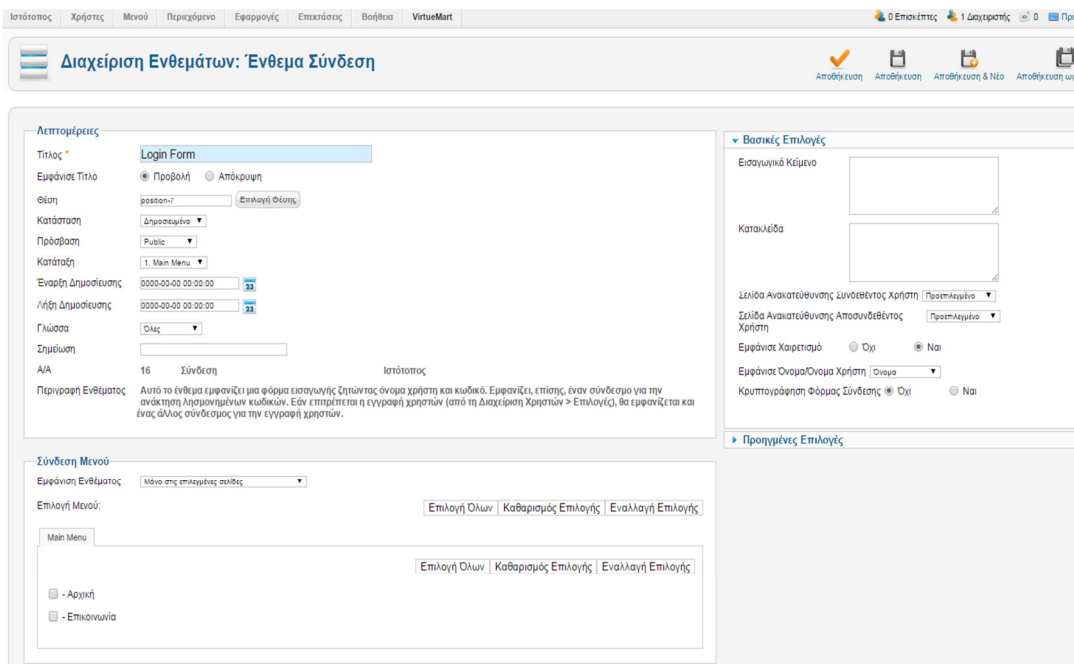 Ιστότοπος Χρήστες Μενού Περιεχόμενο Εφαρμογές Επεκτάσεις Βοήθεια VirtueMart 0 Επισκέπτες 1 Διαχειριστής 0
Διαχείριση Ενθεμάτων: Ένθεμα Σύνδεση
Αποθήκευση Αποθήκευση Αποθήκευση & Νέο Αποθήκευση
Λεπτομέρειες
Τίτλος * Login Form
Εμφάνισε Τίτλο Προβολή Απόκρυψη
Θέση position-7 Επιλογή Θέσης
Κατάσταση Δημοσιευμένο
Πρόσβαση Public
Κατάταξη 1. Main Menu
Έναρξη Δημοσίευσης 0000-00-00 00:00:00 23
Λήξη Δημοσίευσης 0000-00-00 00:00:00 23
Γλώσσα Όλες
Σημείωση
Α/Α 16 Σύνδεση Ιστότοπος
Περιγραφή Ενθέματος Αυτό το ένθεμα εμφανίζει μια φόρμα εισαγωγής ζητώντας όνομα χρήστη και κωδικό. Εμφανίζει, επίσης, έναν σύνδεσμο για την
ανάκτηση λησμονημένων κωδικών. Εάν επιτρέπεται η εγγραφή χρηστών (από τη Διαχείριση Χρηστών > Επιλογές), θα εμφανίζεται και
ένας άλλος σύνδεσμος για την εγγραφή χρηστών.
Βασικές Επιλογές
Εισαγωγικό Κείμενο
Κατακλείδα
Σελίδα Ανακατεύθυνσης Συνδεθέντος Χρήστη Προεπιλεγμένο
Σελίδα Ανακατεύθυνσης Αποσυνδεθέντος Προεπιλεγμένο
Χρήστη
Εμφάνισε Χαιρετισμό Όχι Ναι
Εμφάνισε Όνομα/Όνομα Χρήστη Όνομα
Κρυπτογράφηση Φόρμας Σύνδεσης Όχι Ναι
Προηγμένες Επιλογές
Σύνδεση Μενού
Εμφάνιση Ενθέματος Μόνο στις επιλεγμένες σελίδες
Επιλογή Μενού: Επιλογή Όλων Καθαρισμός Επιλογής Εναλλαγή Επιλογής
Main Menu
Επιλογή Όλων Καθαρισμός Επιλογής Εναλλαγή Επιλογής
- Αρχική
- Επικοινωνία